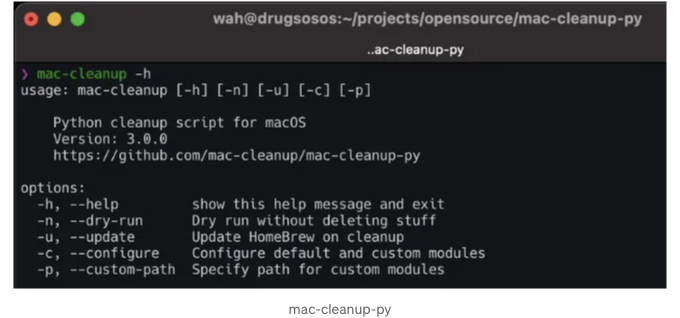 wah@drugsosos:~/projects/opensource/mac-cleanup-py
..ac-cleanup-py
❯ mac-cleanup -h
usage: mac-cleanup [-h] [-n] [-u] [-c] [-p]
Python cleanup script for macOS
Version: 3.0.0
https://github.com/mac-cleanup/mac-cleanup-py
options:
-h, --help show this help message and exit
-n, --dry-run Dry run without deleting stuff
-u, --update Update HomeBrew on cleanup
-c, --configure Configure default and custom modules
-p, --custom-path Specify path for custom modules
mac-cleanup-py